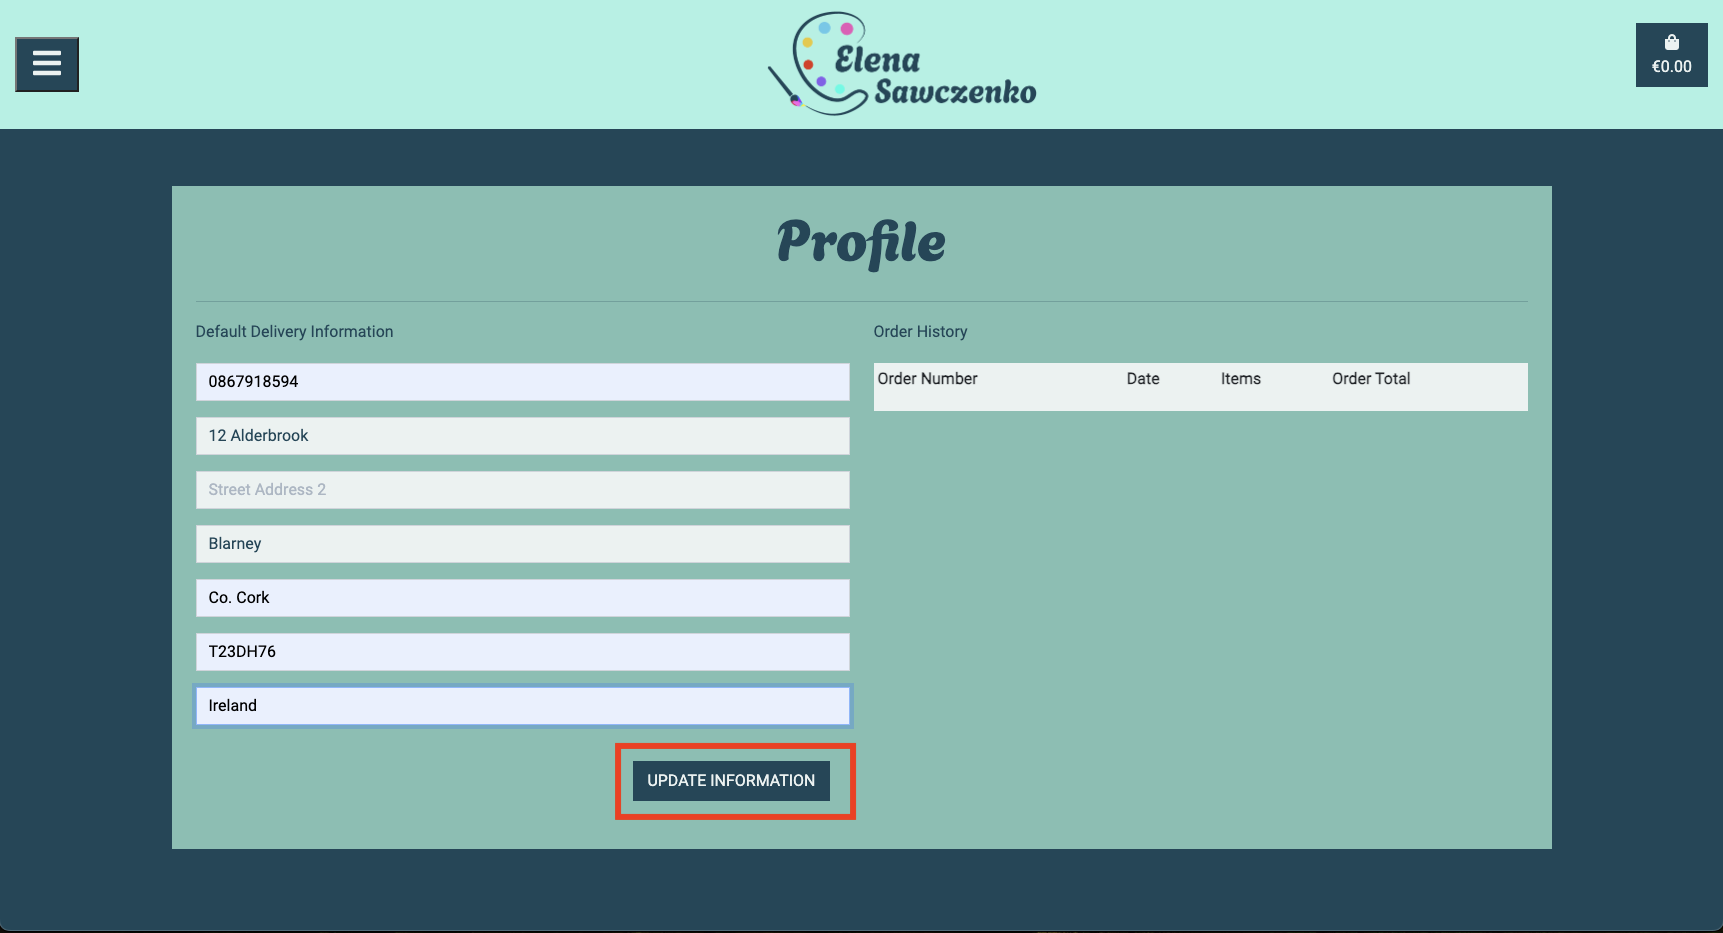 Elena
Sawczenko
€0.00
Profile
Default Delivery Information
0867918594
12 Alderbrook
Street Address 2
Blarney
Co. Cork
T23DH76
Ireland
UPDATE INFORMATION
Order History
Order Number Date Items Order Total